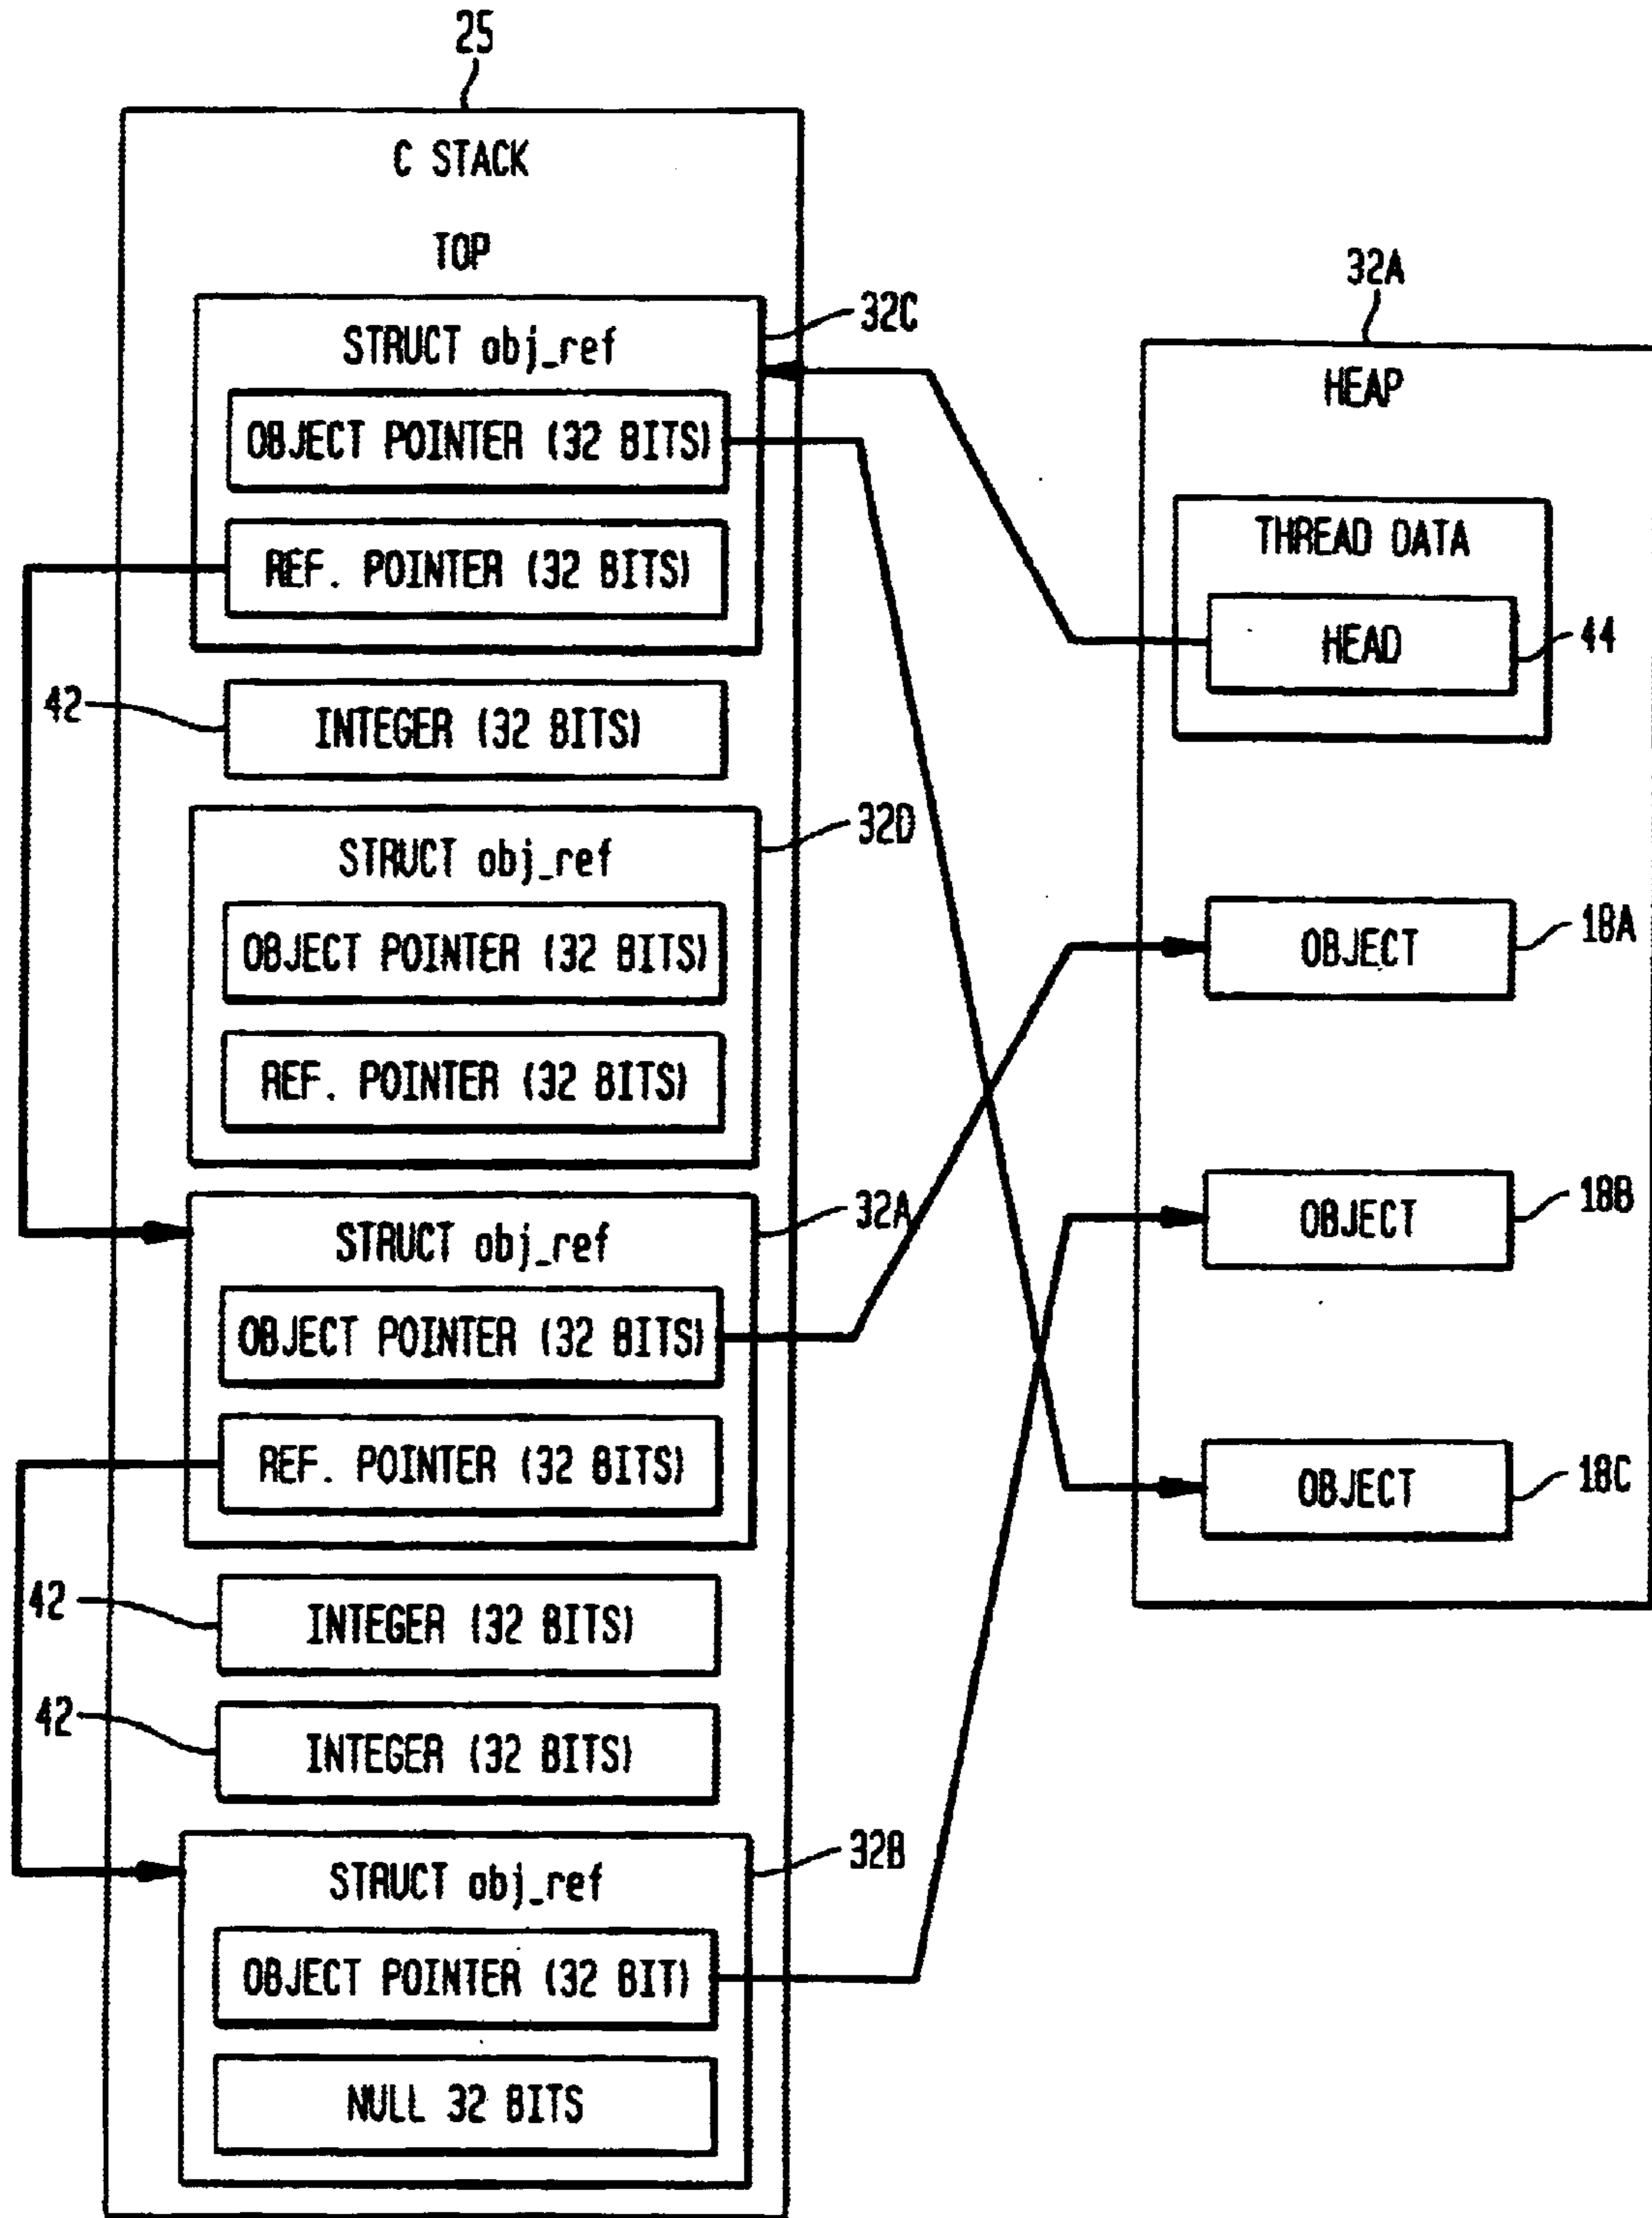 25
C STACK
TOP
32C
STRUCT obj_ref
OBJECT POINTER (32 BITS)
REF. POINTER (32 BITS)
42
INTEGER (32 BITS)
32D
STRUCT obj_ref
OBJECT POINTER (32 BITS)
REF. POINTER (32 BITS)
32A
STRUCT obj_ref
OBJECT POINTER (32 BITS)
REF. POINTER (32 BITS)
42
INTEGER (32 BITS)
42
INTEGER (32 BITS)
32B
STRUCT obj_ref
OBJECT POINTER (32 BIT)
NULL 32 BITS
32A
HEAP
THREAD DATA
HEAD
44
OBJECT
18A
OBJECT
18B
OBJECT
18C